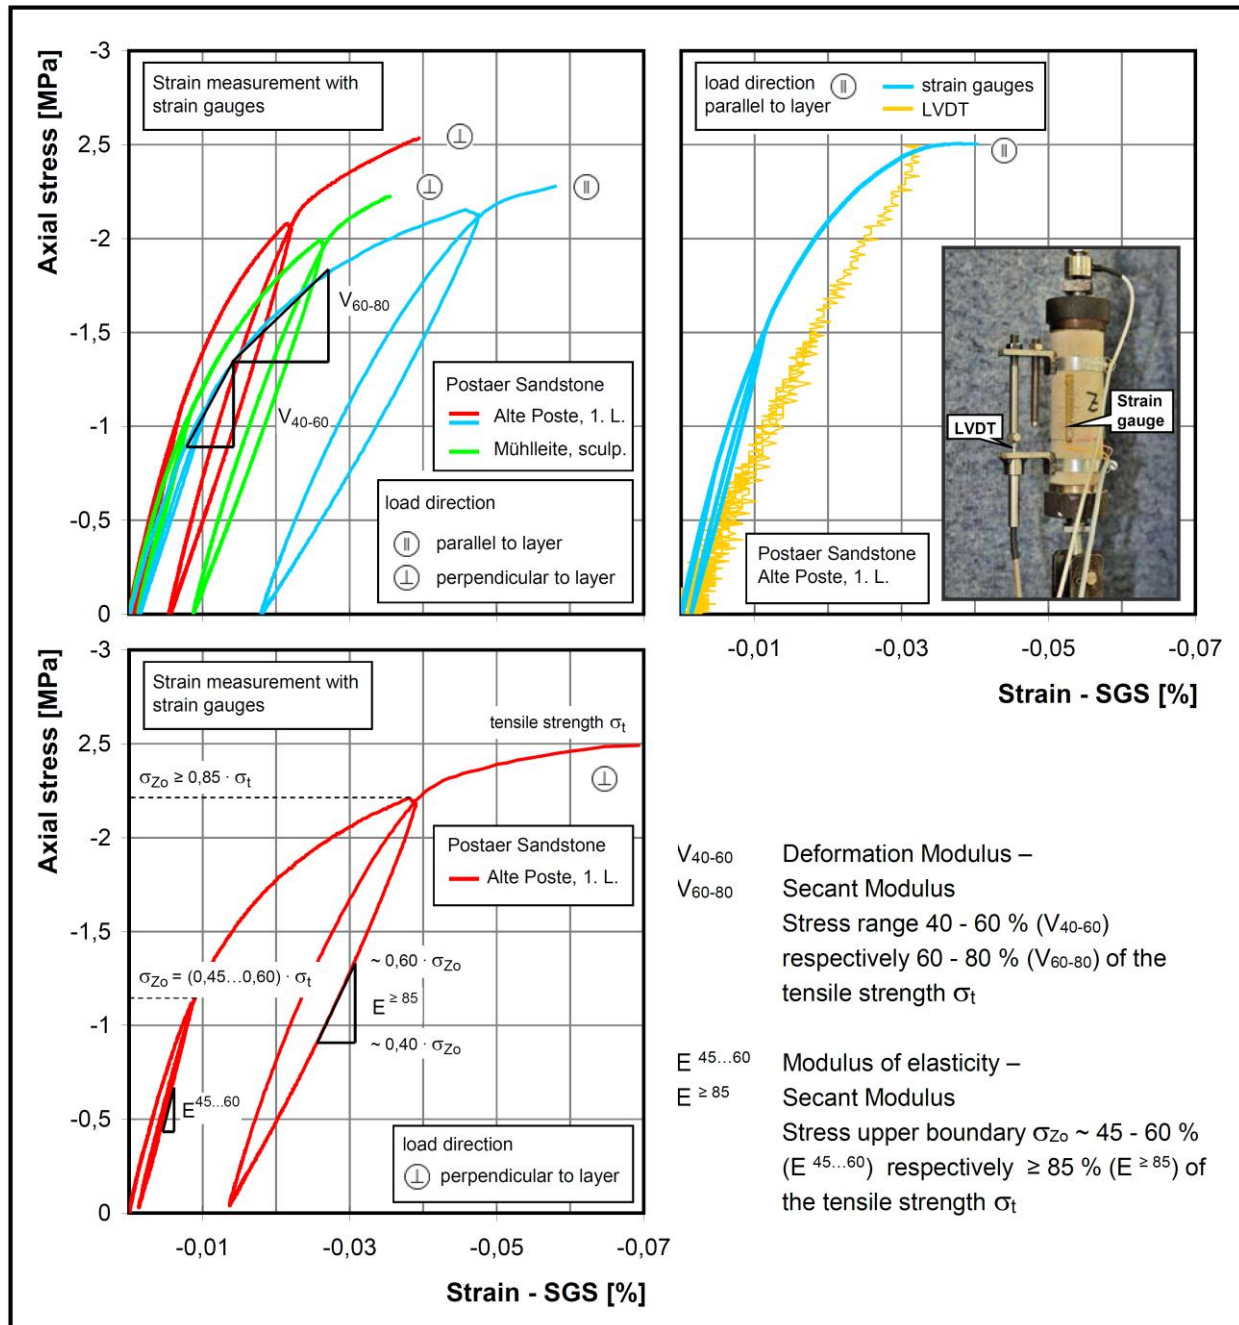 Axial stress [MPa]
-3
2,5
-2
-1,5
-1
-0,5
0
Strain measurement with
strain gauges
⊥
⊥
∥
V60-80
V40-60
Postaer Sandstone
Alte Poste, 1. L.
Mühlleite, sculp.
load direction
∥ parallel to layer
⊥ perpendicular to layer
load direction ∥
parallel to layer
strain gauges
LVDT
∥
LVDT
Strain
gauge
Z
Postaer Sandstone
Alte Poste, 1. L.
-0,01 -0,03 -0,05 -0,07
Strain - SGS [%]
Axial stress [MPa]
-3
2,5
-2
-1,5
-1
-0,5
0
Strain measurement with
strain gauges
tensile strength σt
⊥
σZo ≥ 0,85 · σt
Postaer Sandstone
Alte Poste, 1. L.
σZo = (0,45...0,60) · σt
~ 0,60 · σZo
E ≥ 85
~ 0,40 · σZo
E 45...60
load direction
⊥ perpendicular to layer
-0,01 -0,03 -0,05 -0,07
Strain - SGS [%]
V40-60 Deformation Modulus –
V60-80 Secant Modulus
Stress range 40 - 60 % (V40-60)
respectively 60 - 80 % (V60-80) of the
tensile strength σt
E 45...60 Modulus of elasticity –
E ≥ 85 Secant Modulus
Stress upper boundary σZo ~ 45 - 60 %
(E 45...60) respectively ≥ 85 % (E ≥ 85) of
the tensile strength σt